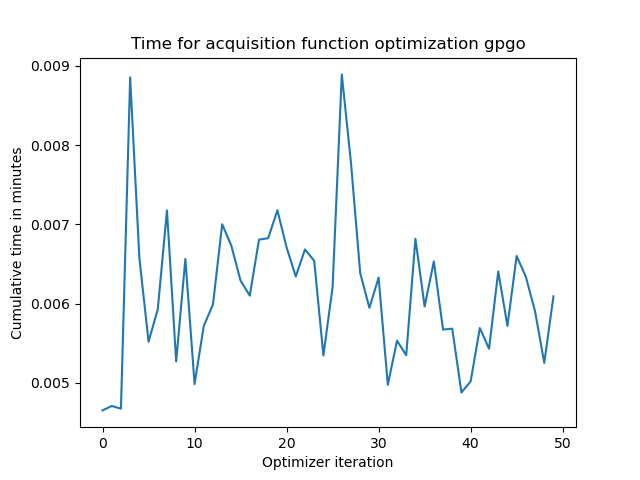 Time for acquisition function optimization gpgo
0.009
0.008
0.007
0.006
0.005
Cumulative time in minutes
0 10 20 30 40 50
Optimizer iteration